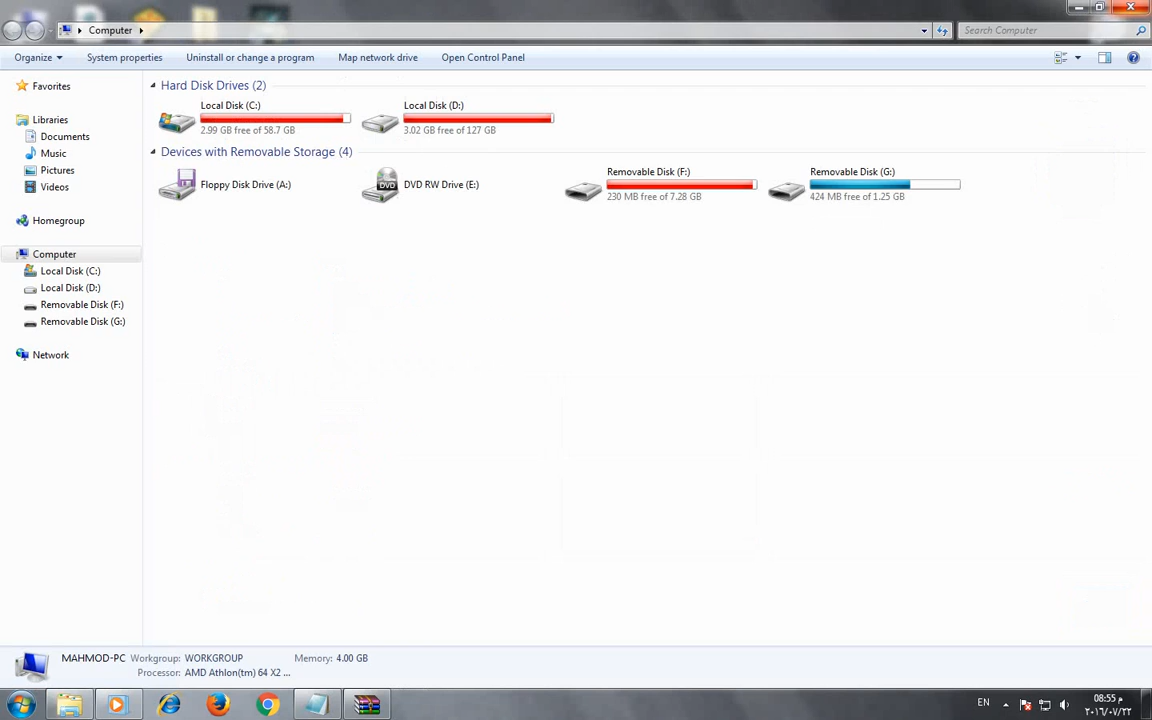 Computer
Search Computer
Organize
System properties
Uninstall or change a program
Map network drive
Open Control Panel
Favorites
Libraries
Documents
Music
Pictures
Videos
Homegroup
Computer
Local Disk (C:)
Local Disk (D:)
Removable Disk (F:)
Removable Disk (G:)
Network
Hard Disk Drives (2)
Local Disk (C:)
2.99 GB free of 58.7 GB
Local Disk (D:)
3.02 GB free of 127 GB
Devices with Removable Storage (4)
Floppy Disk Drive (A:)
DVD
DVD RW Drive (E:)
Removable Disk (F:)
230 MB free of 7.28 GB
Removable Disk (G:)
424 MB free of 1.25 GB
MAHMOD-PC Workgroup: WORKGROUP Memory: 4.00 GB
Processor: AMD Athlon(tm) 64 X2 ...
EN
08:55 م
٢٠١٦/٠٧/٢٢